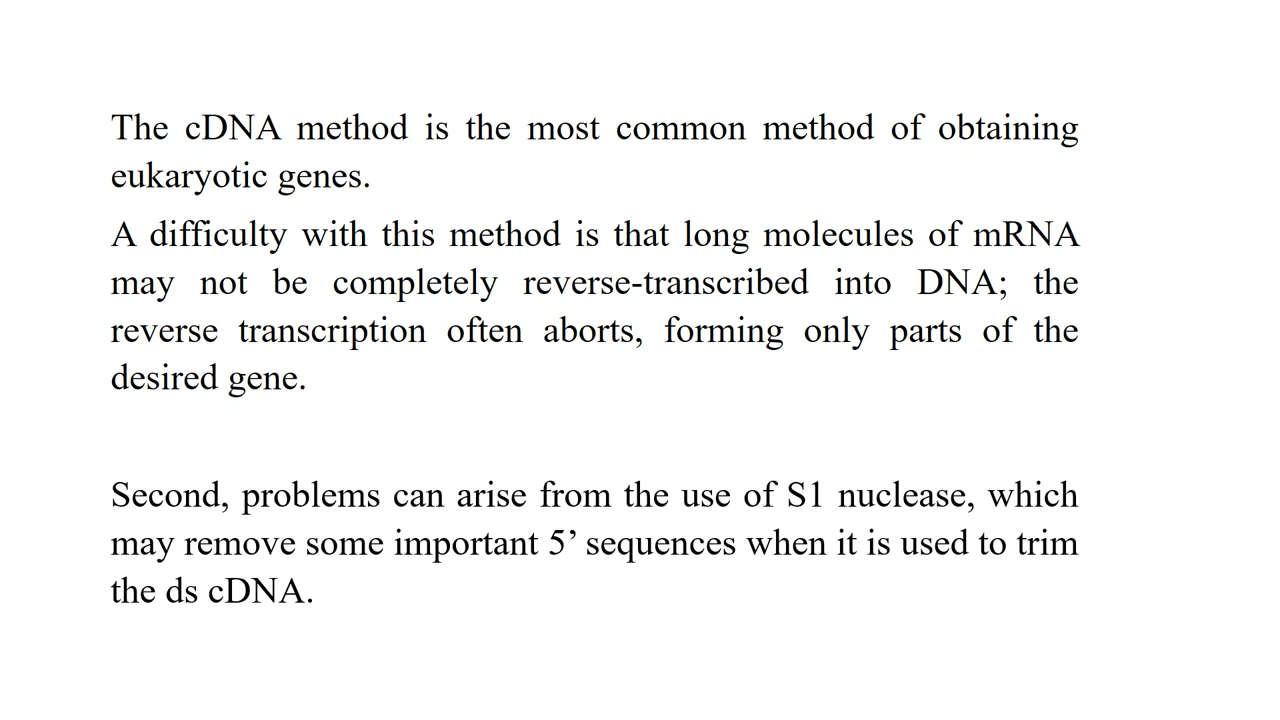 The cDNA method is the most common method of obtaining
eukaryotic genes.
A difficulty with this method is that long molecules of mRNA
may not be completely reverse-transcribed into DNA; the
reverse transcription often aborts, forming only parts of the
desired gene.
Second, problems can arise from the use of S1 nuclease, which
may remove some important 5’ sequences when it is used to trim
the ds cDNA.